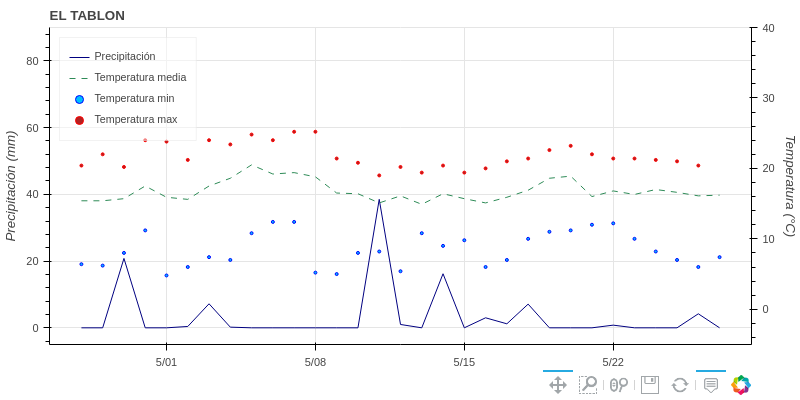 EL TABLON
Precipitación
Temperatura media
Temperatura min
Temperatura max
Precipitación (mm)
80
60
40
20
0
40
30
20
10
0
Temperatura (°C)
5/01
5/08
5/15
5/22